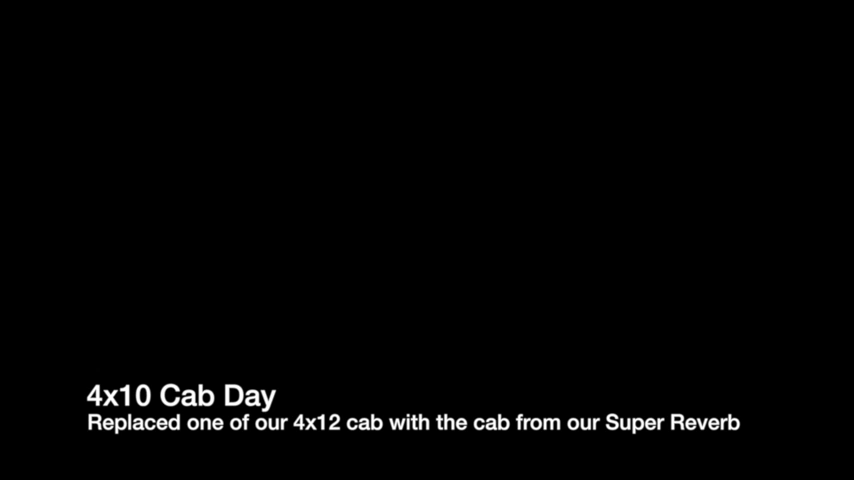 4x10 Cab Day
Replaced one of our 4x12 cab with the cab from our Super Reverb